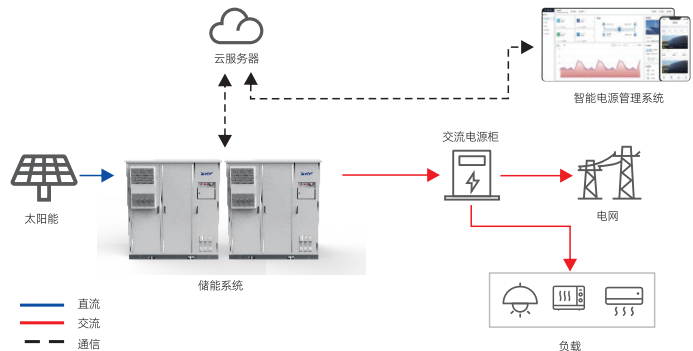 云服务器
智能电源管理系统
交流电源柜
太阳能
电网
储能系统
直流
交流
通信
负载